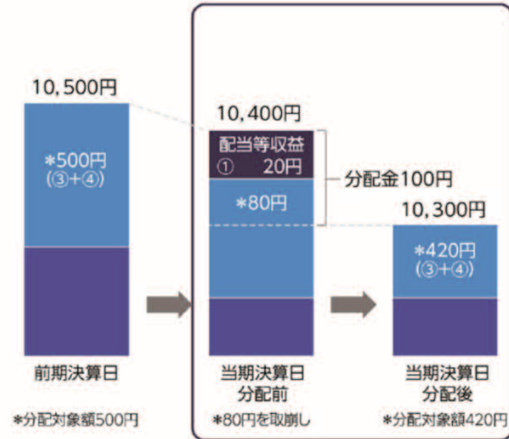 10,500円
*500円
(③+④)
前期決算日
*分配対象額500円
10,400円
配当等収益
① 20円
*80円
分配金100円
当期決算日
分配前
*80円を取崩し
10,300円
*420円
(③+④)
当期決算日
分配後
*分配対象額420円